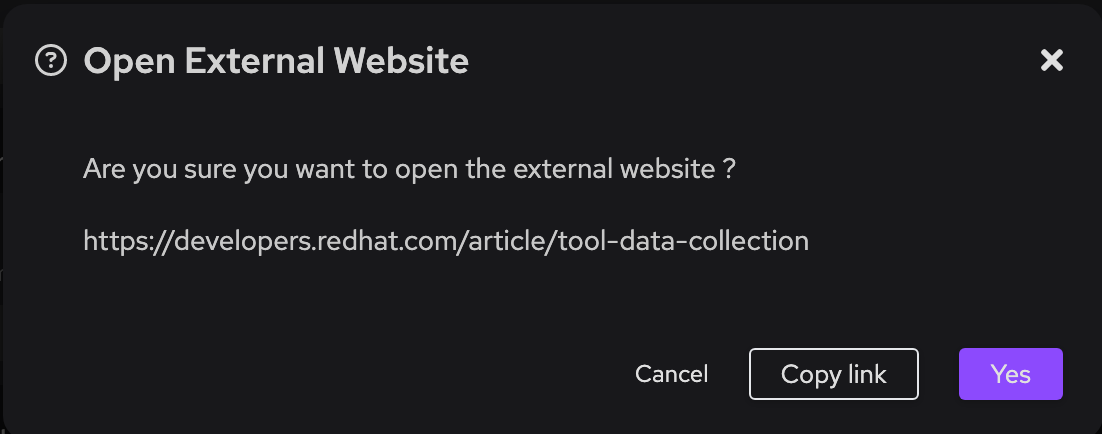 Open External Website
Are you sure you want to open the external website ?
https://developers.redhat.com/article/tool-data-collection
Cancel
Copy link
Yes